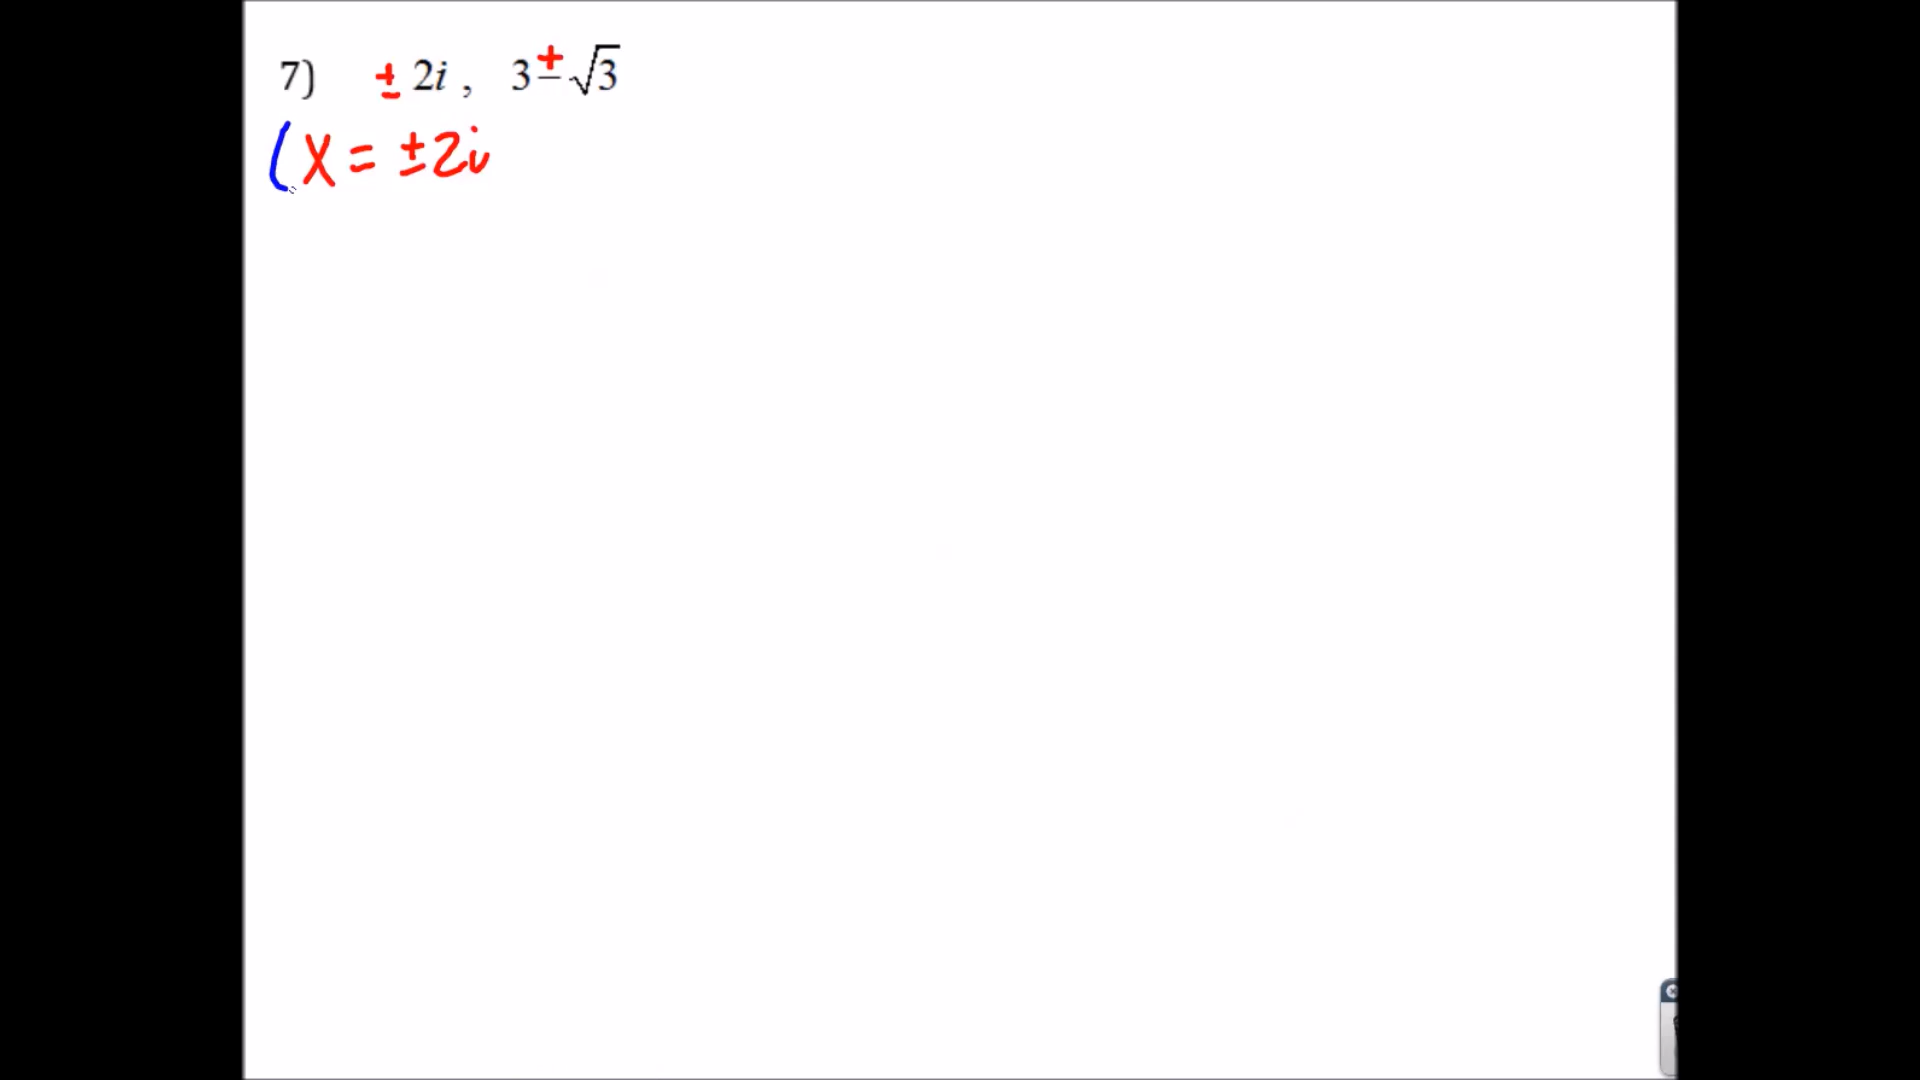 7) ± 2i , 3 ± √3
(x = ±2i